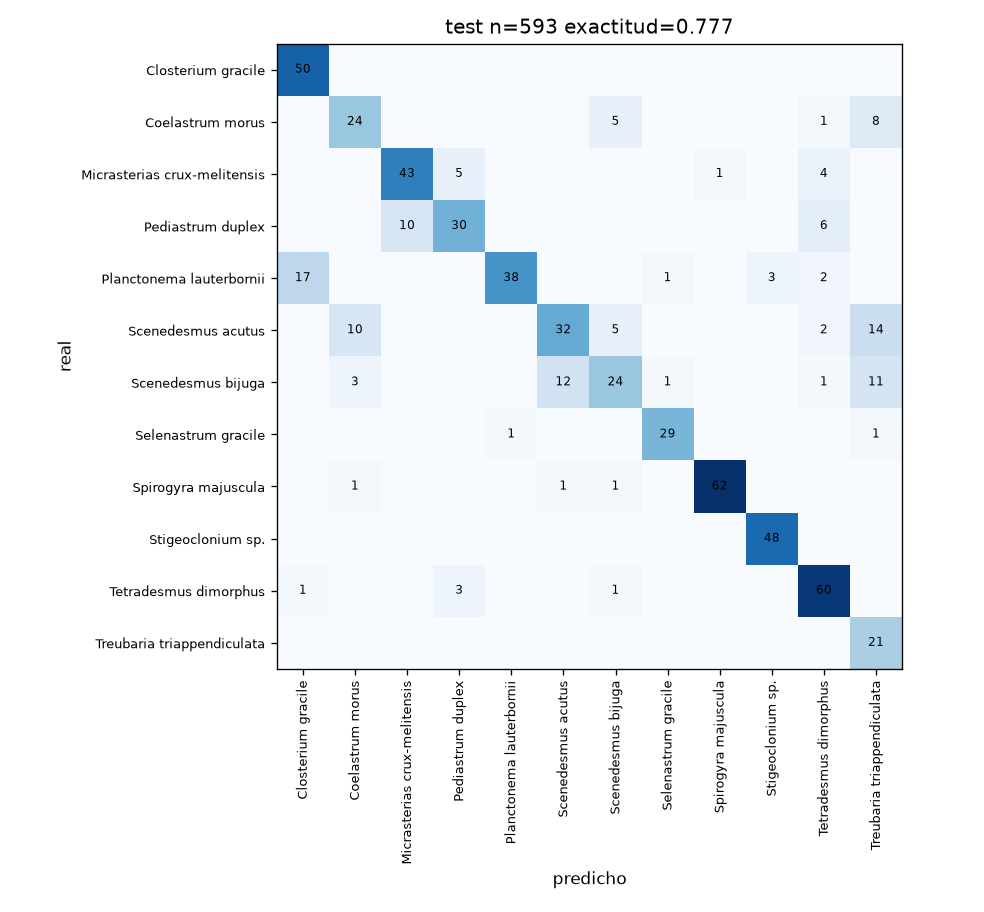 test n=593 exactitud=0.777
Closterium gracile 50
Coelastrum morus 24 5 1 8
Micrasterias crux-melitensis 43 5 1 4
Pediastrum duplex 10 30 6
Planctonema lauterbornii 17 38 1 3 2
Scenedesmus acutus 10 32 5 2 14
Scenedesmus bijuga 3 12 24 1 1 11
Selenastrum gracile 1 29 1
Spirogyra majuscula 1 1 1 62
Stigeoclonium sp. 48
Tetradesmus dimorphus 1 3 1 60
Treubaria triappendiculata 21
real
Closterium gracile
Coelastrum morus
Micrasterias crux-melitensis
Pediastrum duplex
Planctonema lauterbornii
Scenedesmus acutus
Scenedesmus bijuga
Selenastrum gracile
Spirogyra majuscula
Stigeoclonium sp.
Tetradesmus dimorphus
Treubaria triappendiculata
predicho